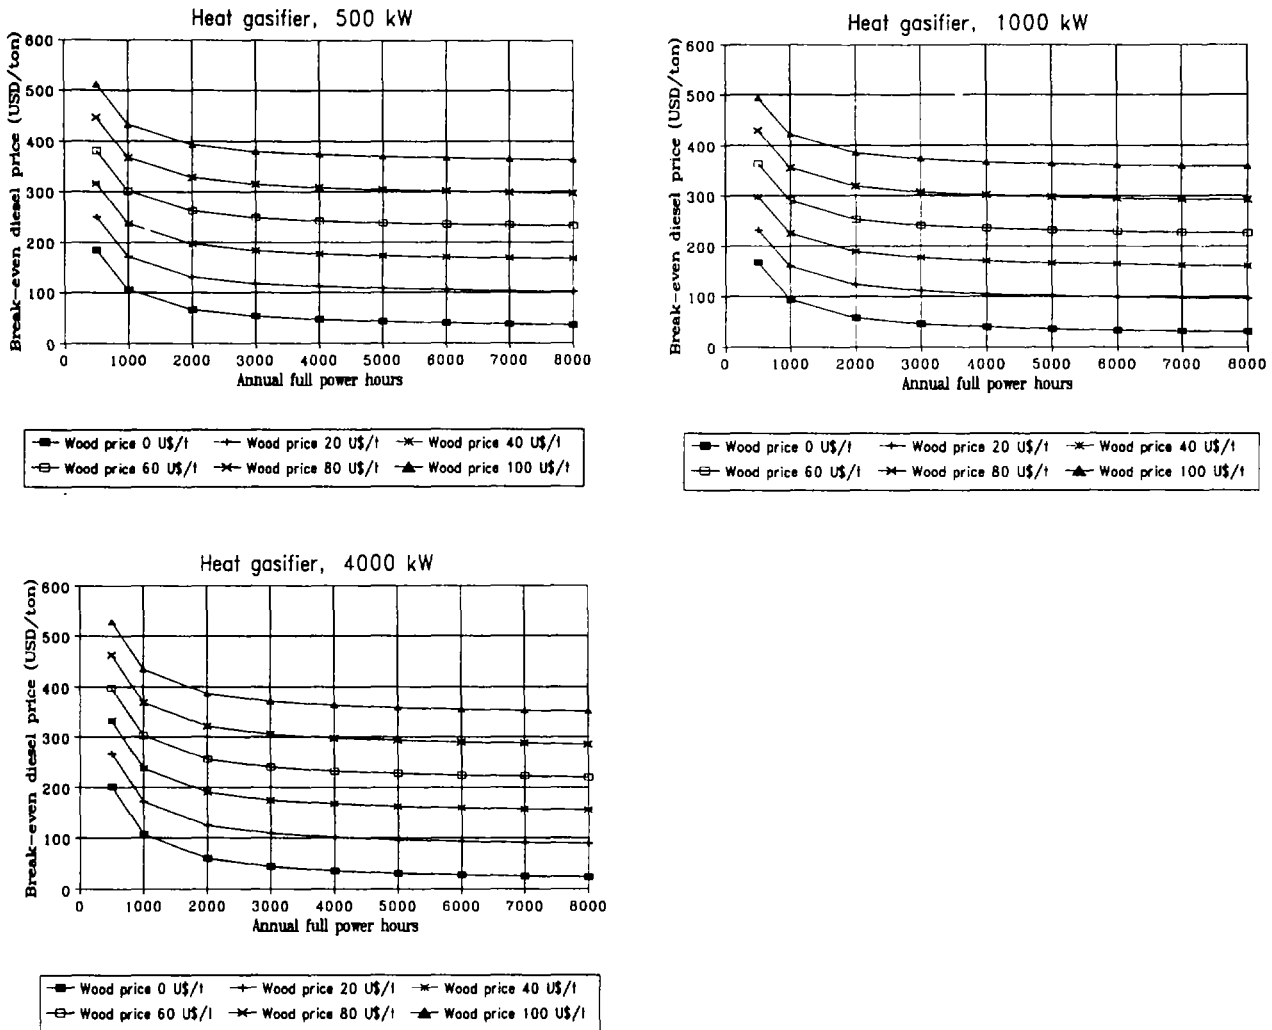 Heat gasifier, 500 kW
Break-even diesel price (USD/ton)
600
500
400
300
200
100
0
0 1000 2000 3000 4000 5000 6000 7000 8000
Annual full power hours
Wood price 0 U$/t Wood price 20 U$/t Wood price 40 U$/t
Wood price 60 U$/t Wood price 80 U$/t Wood price 100 U$/t
Heat gasifier, 1000 kW
Break-even diesel price (USD/ton)
600
500
400
300
200
100
0
0 1000 2000 3000 4000 5000 6000 7000 8000
Annual full power hours
Wood price 0 U$/t Wood price 20 U$/t Wood price 40 U$/t
Wood price 60 U$/t Wood price 80 U$/t Wood price 100 U$/t
Heat gasifier, 4000 kW
Break-even diesel price (USD/ton)
600
500
400
300
200
100
0
0 1000 2000 3000 4000 5000 6000 7000 8000
Annual full power hours
Wood price 0 U$/t Wood price 20 U$/t Wood price 40 U$/t
Wood price 60 U$/t Wood price 80 U$/t Wood price 100 U$/t